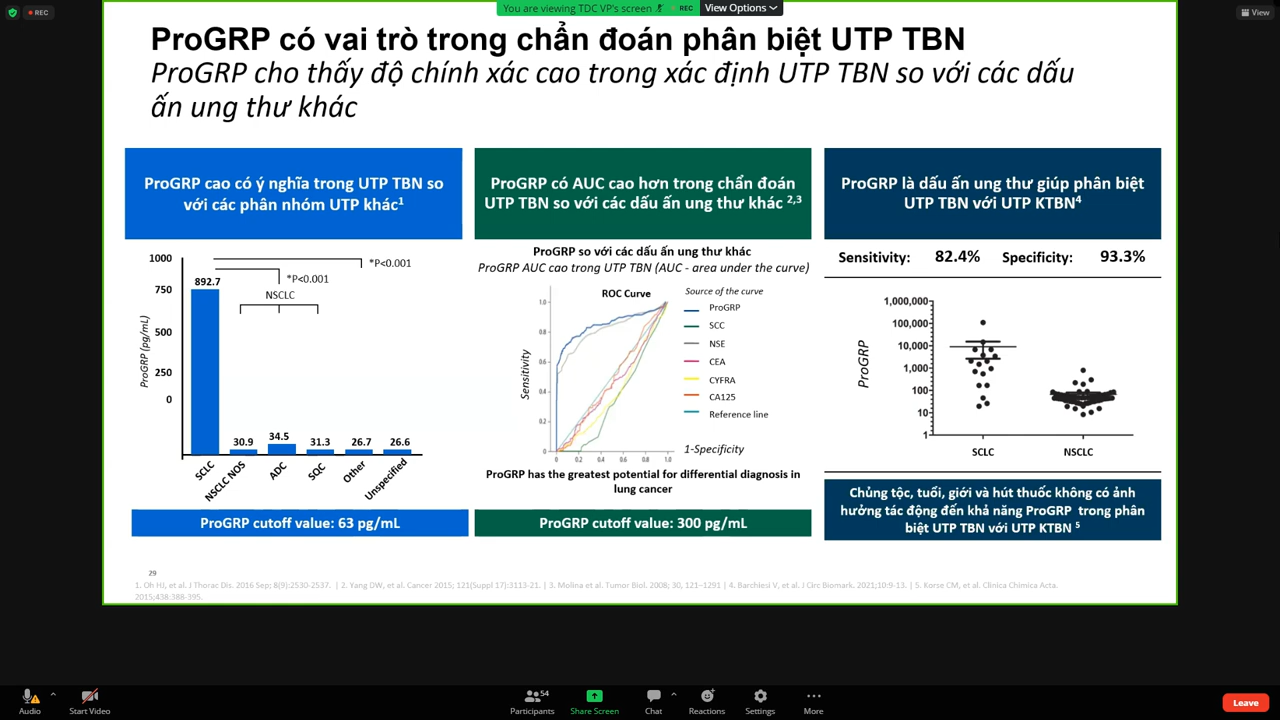 You are viewing TDC VP's screen
REC
View Options
REC
View
ProGRP có vai trò trong chẩn đoán phân biệt UTP TBN
ProGRP cho thấy độ chính xác cao trong xác định UTP TBN so với các dấu
ấn ung thư khác
ProGRP cao có ý nghĩa trong UTP TBN so
với các phân nhóm UTP khác1
1000
750
500
250
0
ProGRP (pg/mL)
*P<0.001
*P<0.001
NSCLC
892.7
30.9
34.5
31.3
26.7
26.6
SCLC
NSCLC NOS
ADC
SQC
Other
Unspecified
ProGRP cutoff value: 63 pg/mL
ProGRP có AUC cao hơn trong chẩn đoán
UTP TBN so với các dấu ấn ung thư khác 2,3
ProGRP so với các dấu ấn ung thư khác
ProGRP AUC cao trong UTP TBN (AUC - area under the curve)
ROC Curve
Sensitivity
1.0
0.8
0.6
0.4
0.2
0
0
0.2
0.4
0.6
0.8
1.0
Source of the curve
ProGRP
SCC
NSE
CEA
CYFRA
CA125
Reference line
1-Specificity
ProGRP has the greatest potential for differential diagnosis in
lung cancer
ProGRP cutoff value: 300 pg/mL
ProGRP là dấu ấn ung thư giúp phân biệt
UTP TBN với UTP KTBN4
Sensitivity: 82.4% Specificity: 93.3%
ProGRP
1,000,000
100,000
10,000
1,000
100
10
1
SCLC
NSCLC
Chủng tộc, tuổi, giới và hút thuốc không có ảnh
hưởng tác động đến khả năng ProGRP trong phân
biệt UTP TBN với UTP KTBN 5
29
1. Oh HJ, et al. J Thorac Dis. 2016 Sep; 8(9):2530-2537. | 2. Yang DW, et al. Cancer 2015; 121(Suppl 17):3113-21. | 3. Molina et al. Tumor Biol. 2008; 30, 121–1291 | 4. Barchiesi V, et al. J Circ Biomark. 2021;10:9-13. | 5. Korse CM, et al. Clinica Chimica Acta.
2015;438:388-395.
Audio
Start Video
54
Participants
Share Screen
Chat
Reactions
Settings
More
Leave